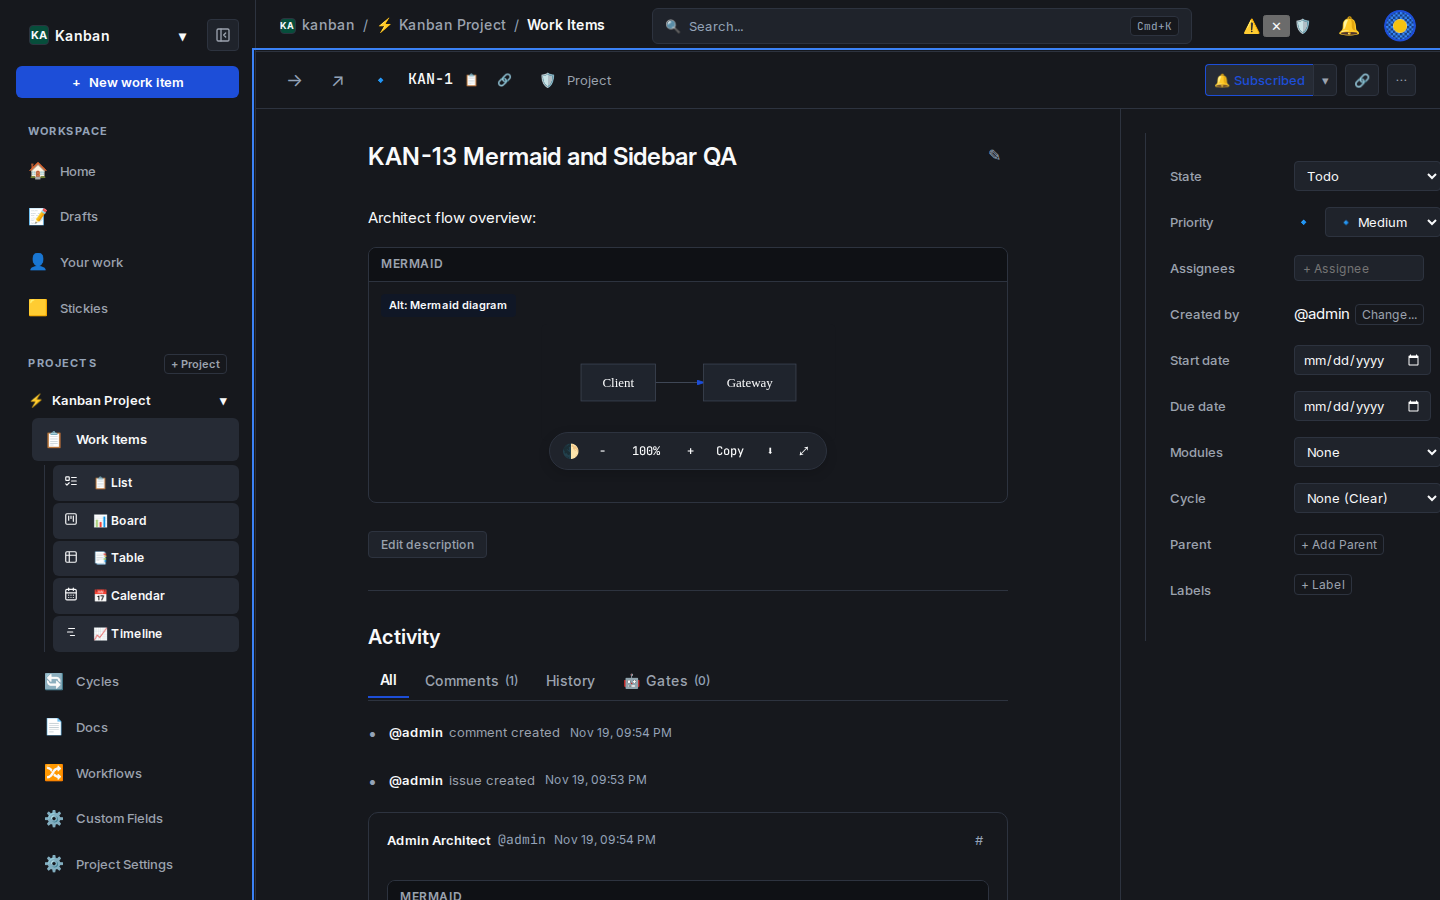 KA Kanban ▾
+ New work item
WORKSPACE
Home
Drafts
Your work
Stickies
PROJECTS + Project
Kanban Project ▾
Work Items
List
Board
Table
Calendar
Timeline
Cycles
Docs
Workflows
Custom Fields
Project Settings
KA kanban / Kanban Project / Work Items
Search... Cmd+K
KAN-1 Project
Subscribed ▾ ...
KAN-13 Mermaid and Sidebar QA
Architect flow overview:
MERMAID
Alt: Mermaid diagram
Client Gateway
- 100% + Copy
Edit description
Activity
All Comments (1) History Gates (0)
@admin comment created Nov 19, 09:54 PM
@admin issue created Nov 19, 09:53 PM
Admin Architect @admin Nov 19, 09:54 PM #
MERMAID
State Todo
Priority Medium
Assignees + Assignee
Created by @admin Change...
Start date mm/dd/yyyy
Due date mm/dd/yyyy
Modules None
Cycle None (Clear)
Parent + Add Parent
Labels + Label